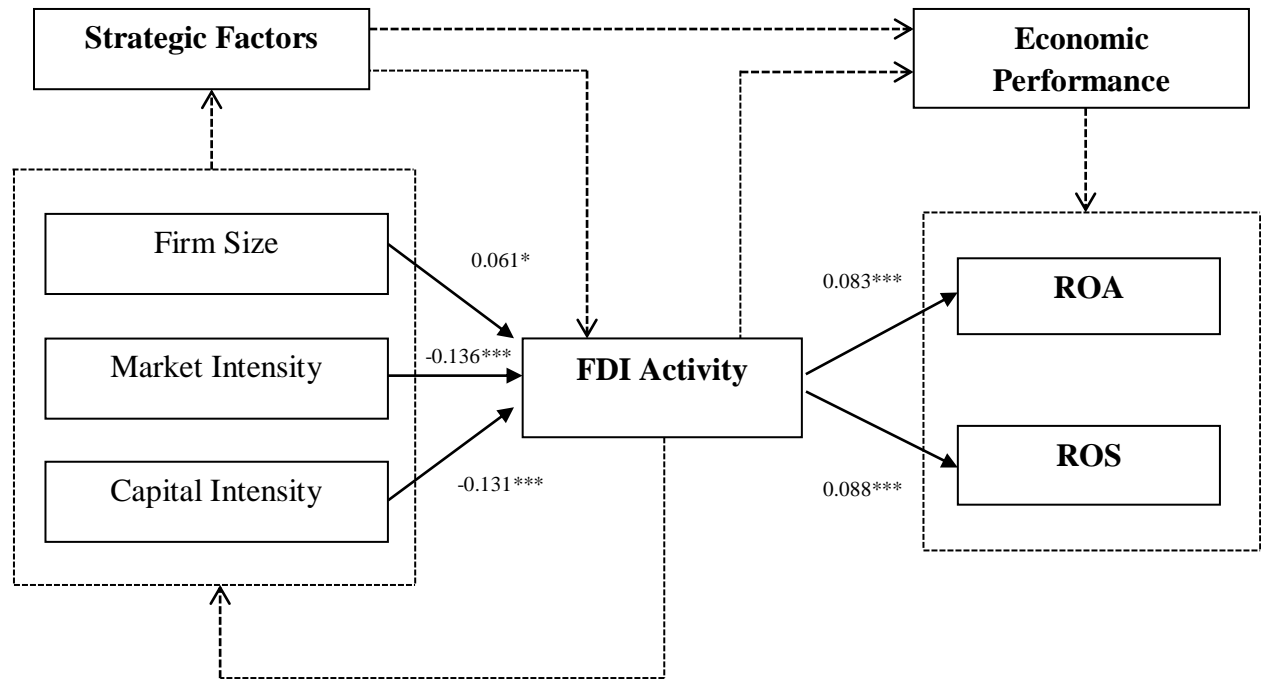 Strategic Factors
Economic
Performance
Firm Size
0.061*
0.083***
ROA
Market Intensity
-0.136***
FDI Activity
Capital Intensity
-0.131***
0.088***
ROS